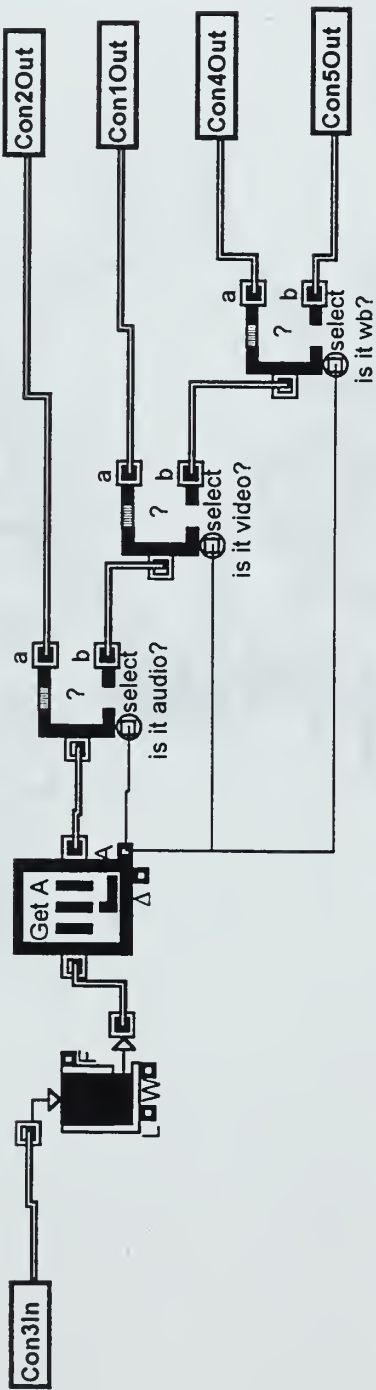 Con3In
F
L W
Get A
A
Δ
a
?
b
select
is it audio?
Con2Out
a
?
b
select
is it video?
Con1Out
a
?
b
select
is it wb?
Con4Out
Con5Out